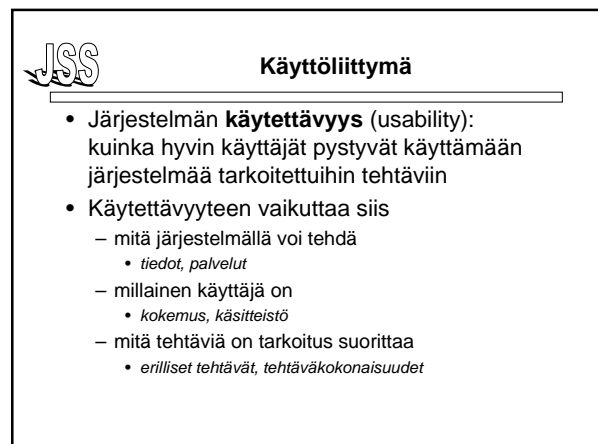 JSS
Käyttöliittymä
• Järjestelmän käytettävyys (usability):
kuinka hyvin käyttäjät pystyvät käyttämään
järjestelmää tarkoitettuihin tehtäviin
• Käytettävyyteen vaikuttaa siis
– mitä järjestelmällä voi tehdä
• tiedot, palvelut
– millainen käyttäjä on
• kokemus, käsitteistö
– mitä tehtäviä on tarkoitus suorittaa
• erilliset tehtävät, tehtäväkokonaisuudet